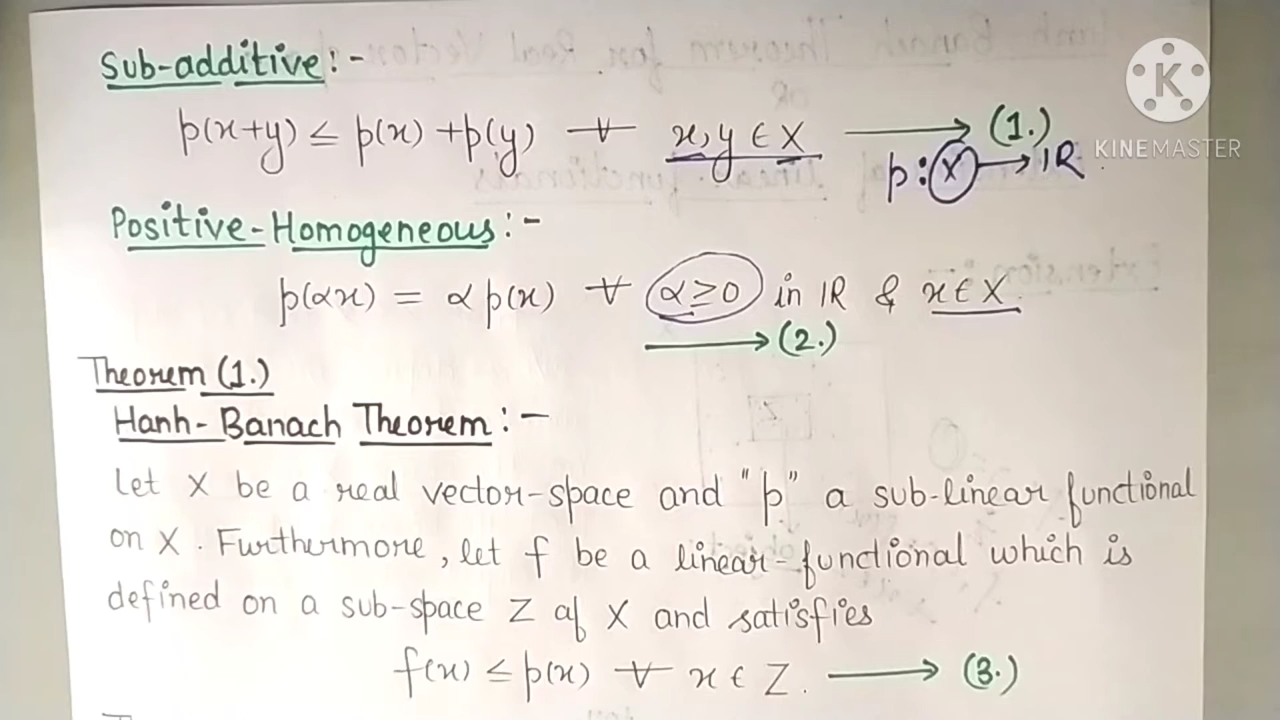 Sub-additive :-
p(x+y) ≤ p(x) + p(y) ∀ x, y ∈ X ⟶ (1.)
p : X → IR
KINEMASTER
Positive-Homogeneous :-
p(αx) = α p(x) ∀ α ≥ 0 in IR & x ∈ X
⟶ (2.)
Theorem (1.)
Hanh-Banach Theorem :-
Let X be a real vector-space and "p" a sub-linear functional
on X. Furthermore, let f be a linear-functional which is
defined on a sub-space Z of X and satisfies
f(x) ≤ p(x) ∀ x ∈ Z. ⟶ (3.)